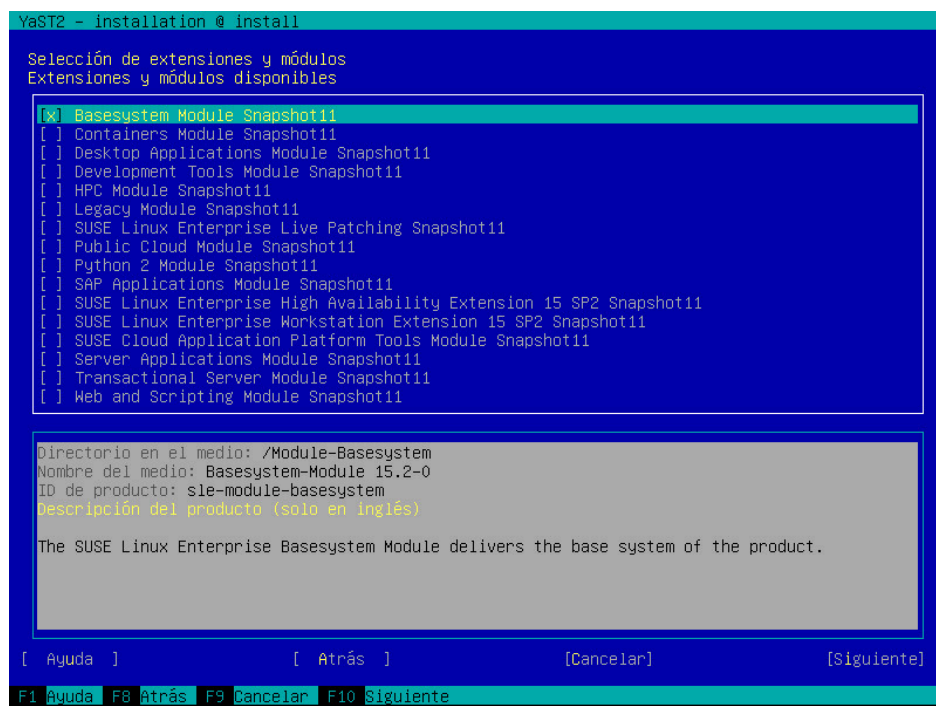 YaST2 - installation @ install
Selección de extensiones y módulos
Extensiones y módulos disponibles
[x] Basesystem Module Snapshot11
[ ] Containers Module Snapshot11
[ ] Desktop Applications Module Snapshot11
[ ] Development Tools Module Snapshot11
[ ] HPC Module Snapshot11
[ ] Legacy Module Snapshot11
[ ] SUSE Linux Enterprise Live Patching Snapshot11
[ ] Public Cloud Module Snapshot11
[ ] Python 2 Module Snapshot11
[ ] SAP Applications Module Snapshot11
[ ] SUSE Linux Enterprise High Availability Extension 15 SP2 Snapshot11
[ ] SUSE Linux Enterprise Workstation Extension 15 SP2 Snapshot11
[ ] SUSE Cloud Application Platform Tools Module Snapshot11
[ ] Server Applications Module Snapshot11
[ ] Transactional Server Module Snapshot11
[ ] Web and Scripting Module Snapshot11
Directorio en el medio: /Module-Basesystem
Nombre del medio: Basesystem-Module 15.2-0
ID de producto: sle-module-basesystem
Descripción del producto (solo en inglés)
The SUSE Linux Enterprise Basesystem Module delivers the base system of the product.
[ Ayuda ] [ Atrás ] [Cancelar] [Siguiente]
F1 Ayuda F8 Atrás F9 Cancelar F10 Siguiente